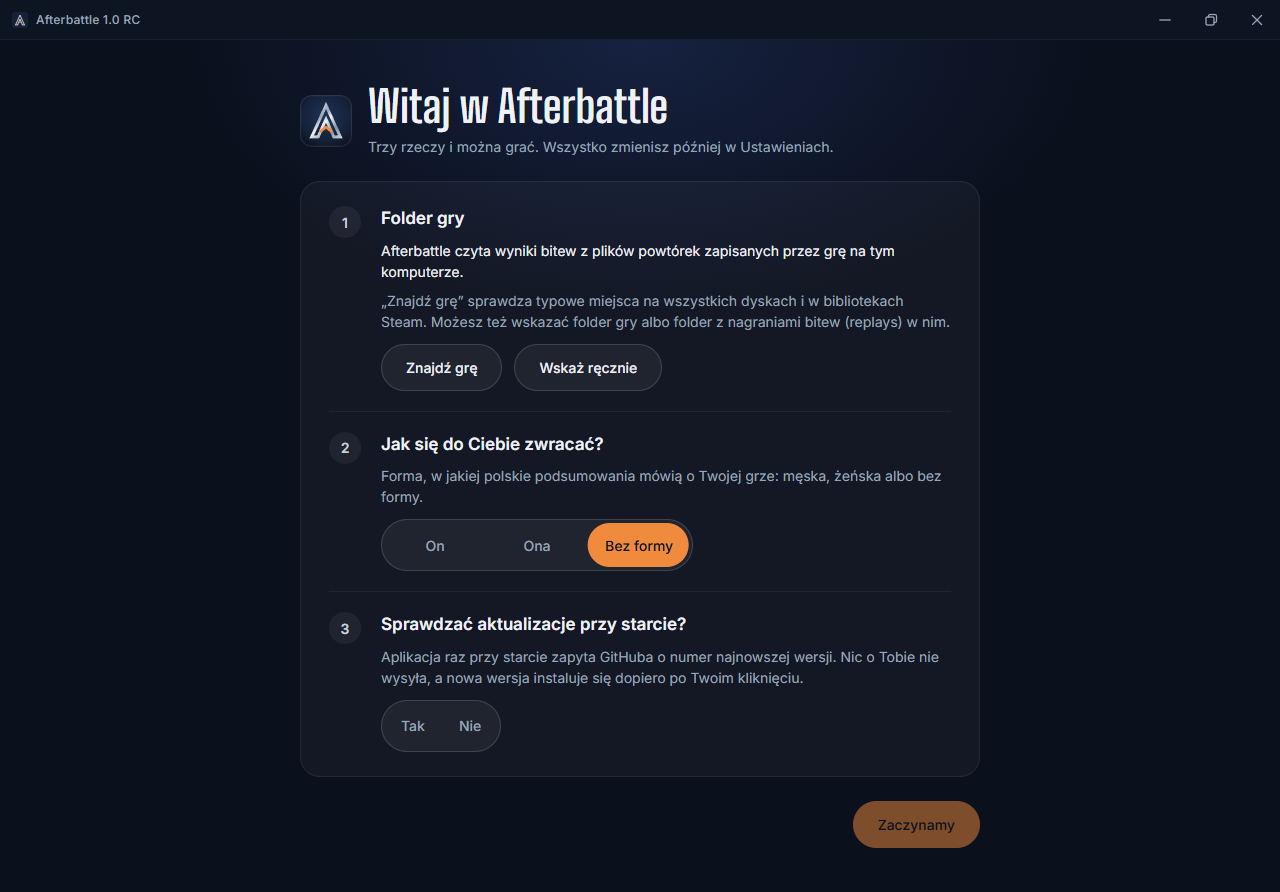 Afterbattle 1.0 RC
Witaj w Afterbattle
Trzy rzeczy i można grać. Wszystko zmienisz później w Ustawieniach.
1
Folder gry
Afterbattle czyta wyniki bitew z plików powtórek zapisanych przez grę na tym
komputerze.
„Znajdź grę” sprawdza typowe miejsca na wszystkich dyskach i w bibliotekach
Steam. Możesz też wskazać folder gry albo folder z nagraniami bitew (replays) w nim.
Znajdź grę
Wskaż ręcznie
2
Jak się do Ciebie zwracać?
Forma, w jakiej polskie podsumowania mówią o Twojej grze: męska, żeńska albo bez
formy.
On
Ona
Bez formy
3
Sprawdzać aktualizacje przy starcie?
Aplikacja raz przy starcie zapyta GitHuba o numer najnowszej wersji. Nic o Tobie nie
wysyła, a nowa wersja instaluje się dopiero po Twoim kliknięciu.
Tak
Nie
Zaczynamy